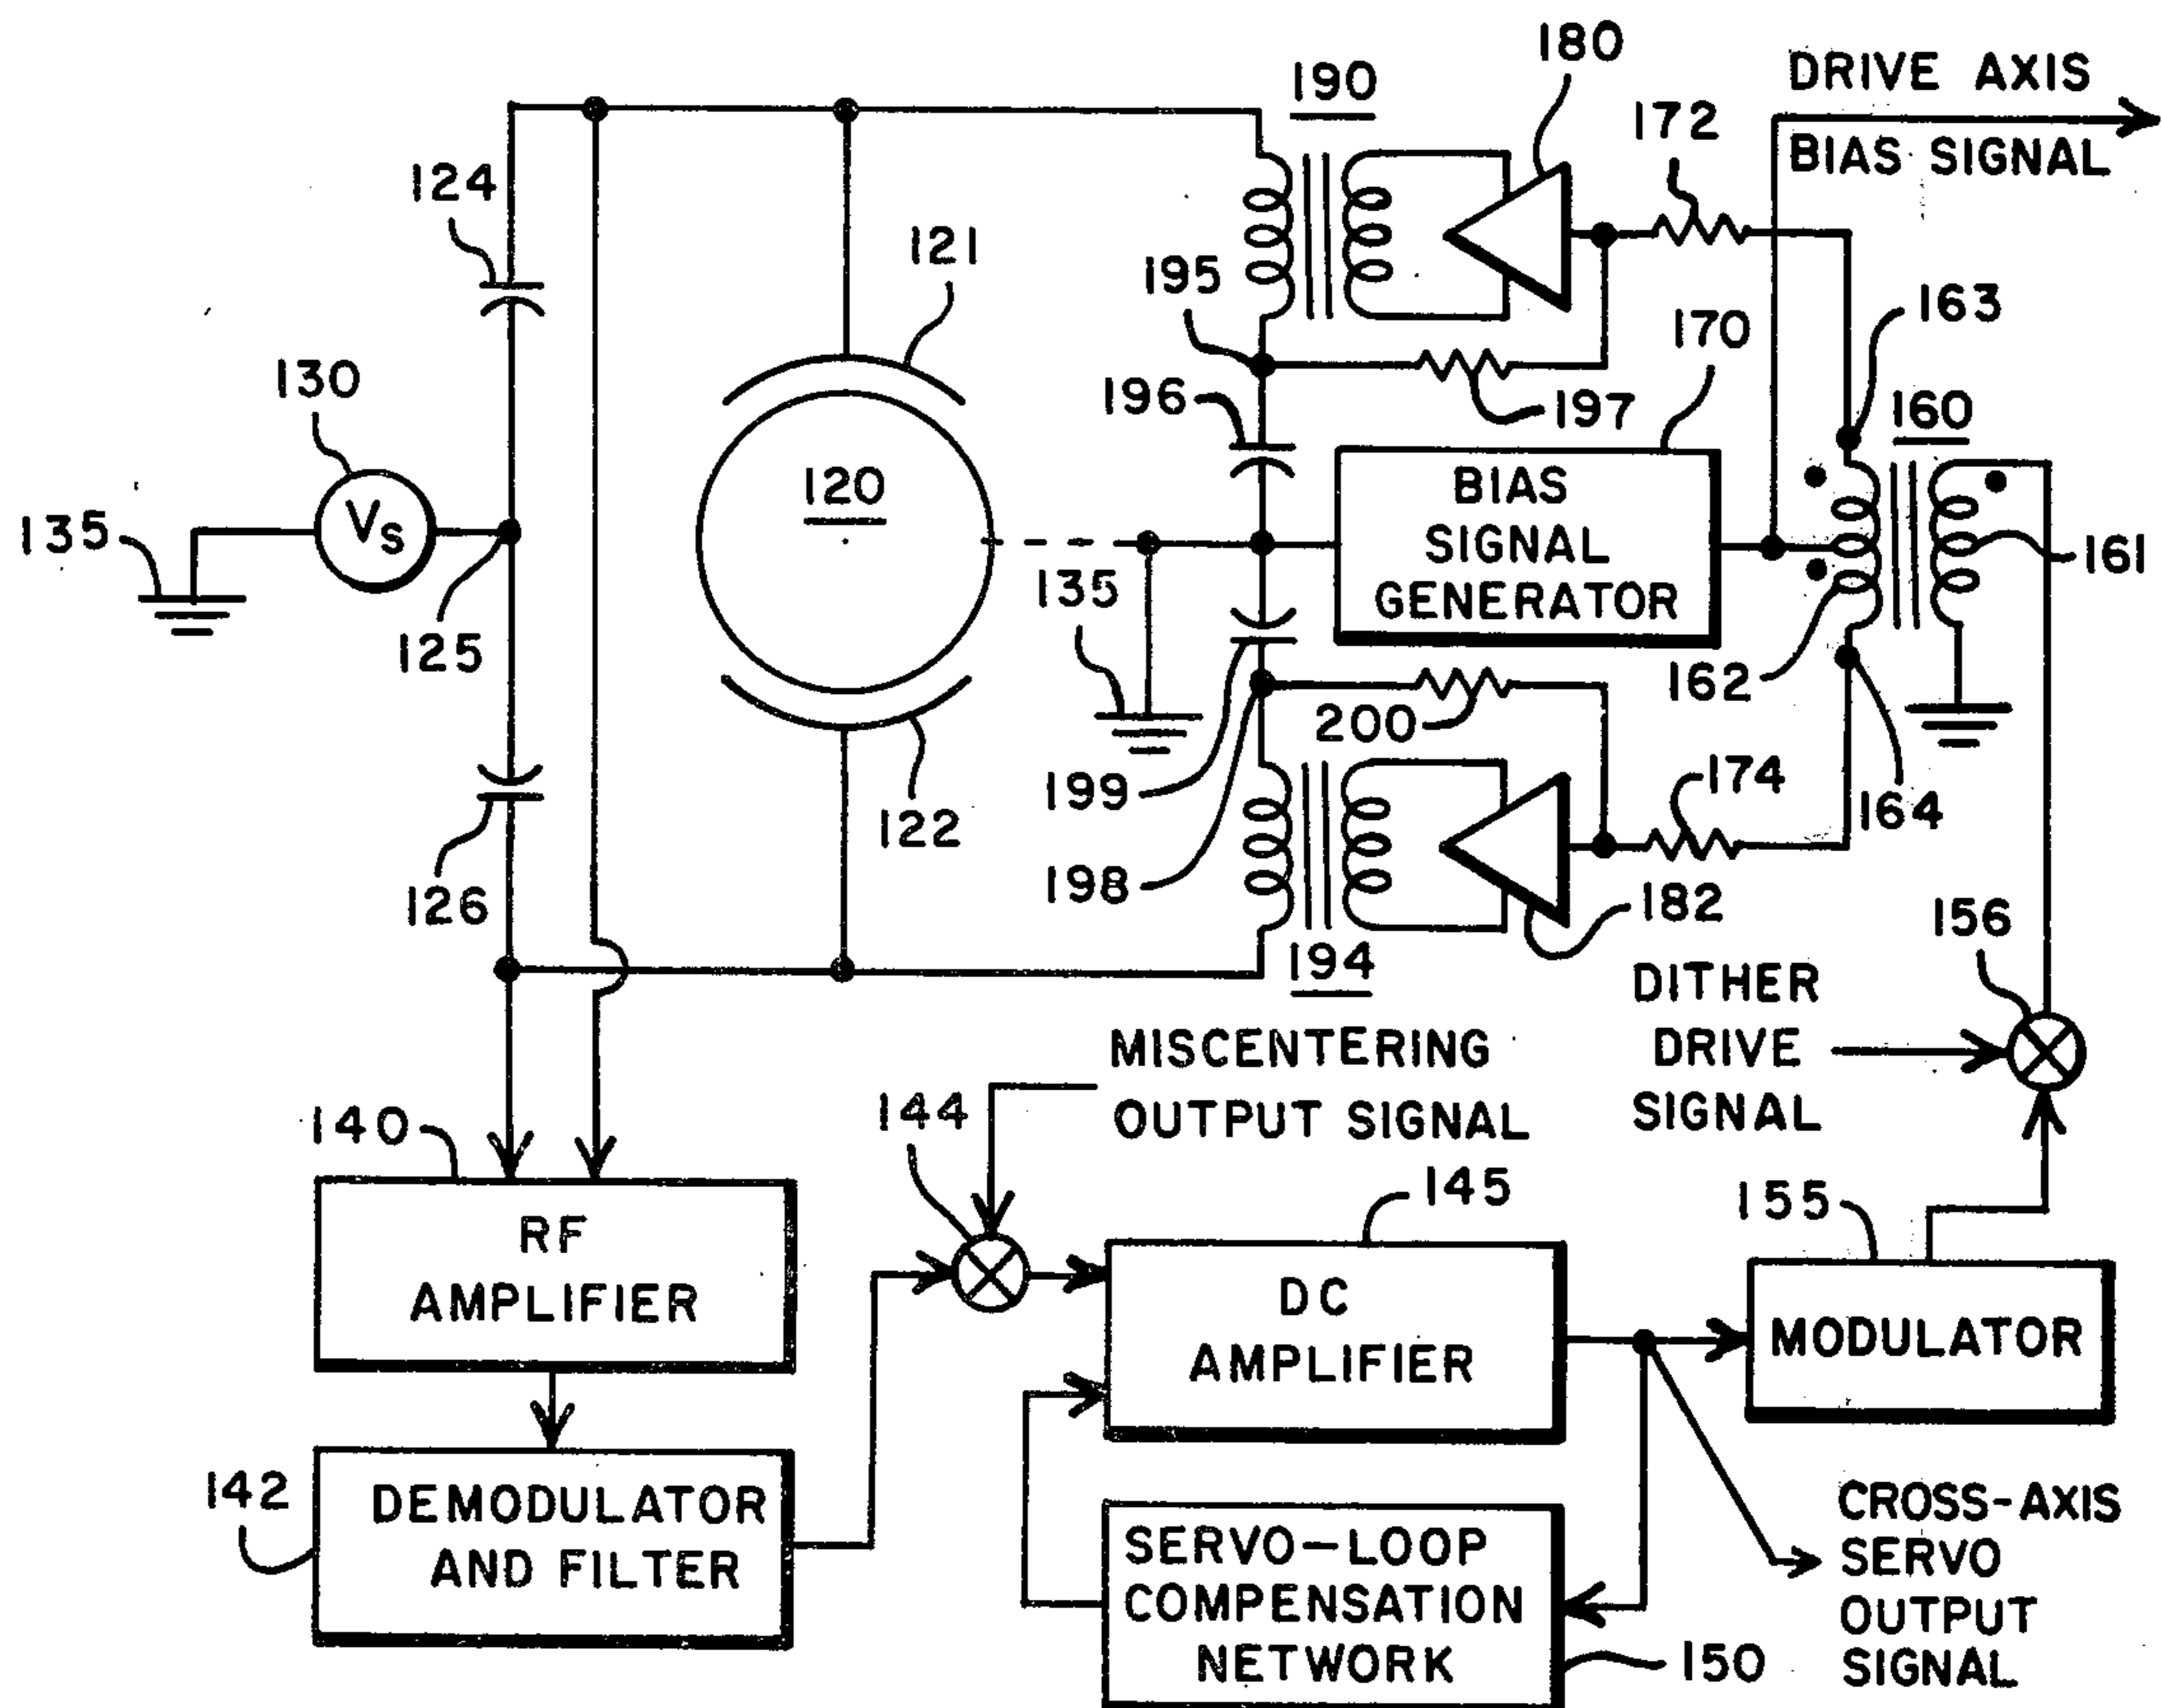 180
190
DRIVE AXIS
BIAS SIGNAL
172
124
121
195
163
170
130
196
197
160
120
BIAS
SIGNAL
GENERATOR
Vs
135
135
161
125
162
200
199
174
164
122
198
126
182
194
156
DITHER
DRIVE
SIGNAL
MISCENTERING
OUTPUT SIGNAL
140
144
145
155
RF
AMPLIFIER
DC
AMPLIFIER
MODULATOR
142
DEMODULATOR
AND FILTER
SERVO-LOOP
COMPENSATION
NETWORK
150
CROSS-AXIS
SERVO
OUTPUT
SIGNAL